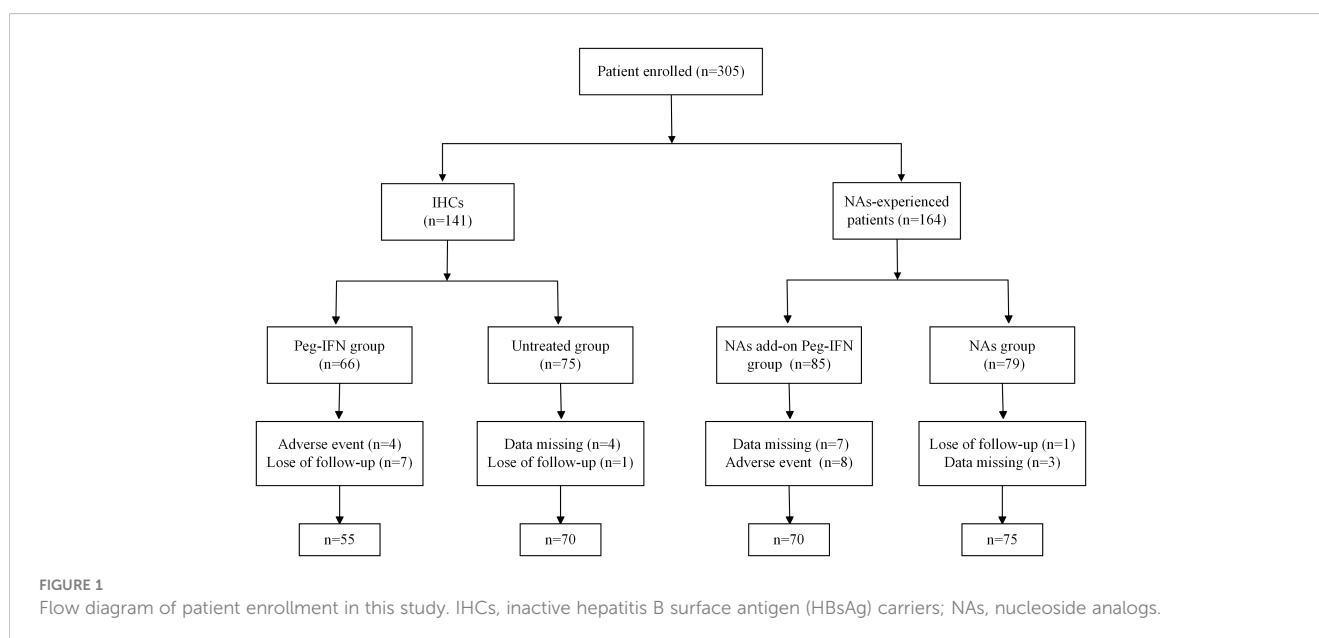 Patient enrolled (n=305)
IHCs
(n=141)
NAs-experienced
patients (n=164)
Peg-IFN group
(n=66)
Untreated group
(n=75)
NAs add-on Peg-IFN
group (n=85)
NAs group
(n=79)
Adverse event (n=4)
Lose of follow-up (n=7)
Data missing (n=4)
Lose of follow-up (n=1)
Data missing (n=7)
Adverse event (n=8)
Lose of follow-up (n=1)
Data missing (n=3)
n=55
n=70
n=70
n=75
FIGURE 1
Flow diagram of patient enrollment in this study. IHCs, inactive hepatitis B surface antigen (HBsAg) carriers; NAs, nucleoside analogs.